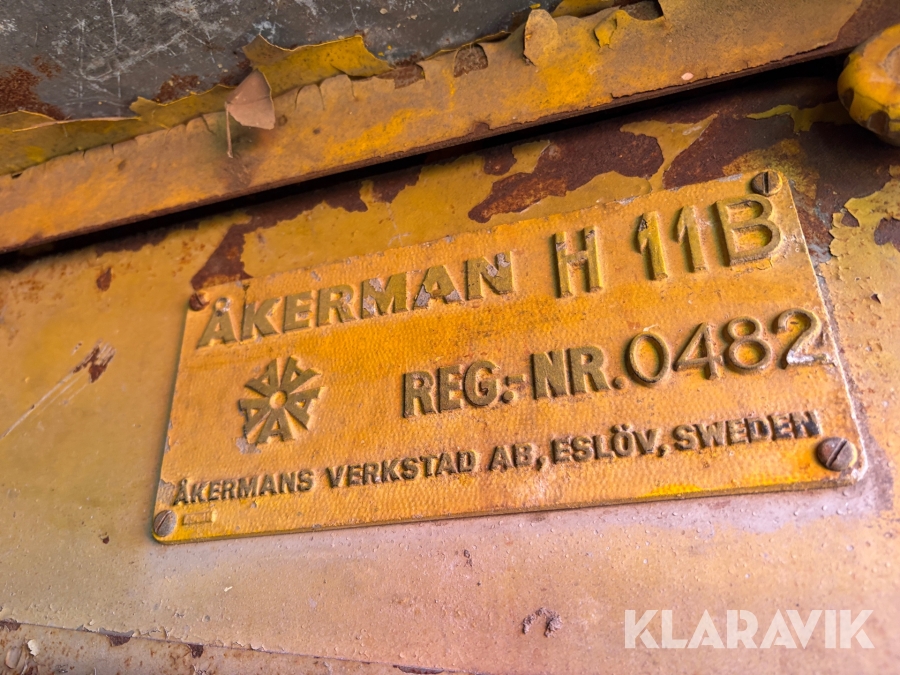 ÅKERMAN H 11B
REG.-NR. 0482
ÅKERMANS VERKSTAD AB, ESLÖV, SWEDEN
KLARAVIK